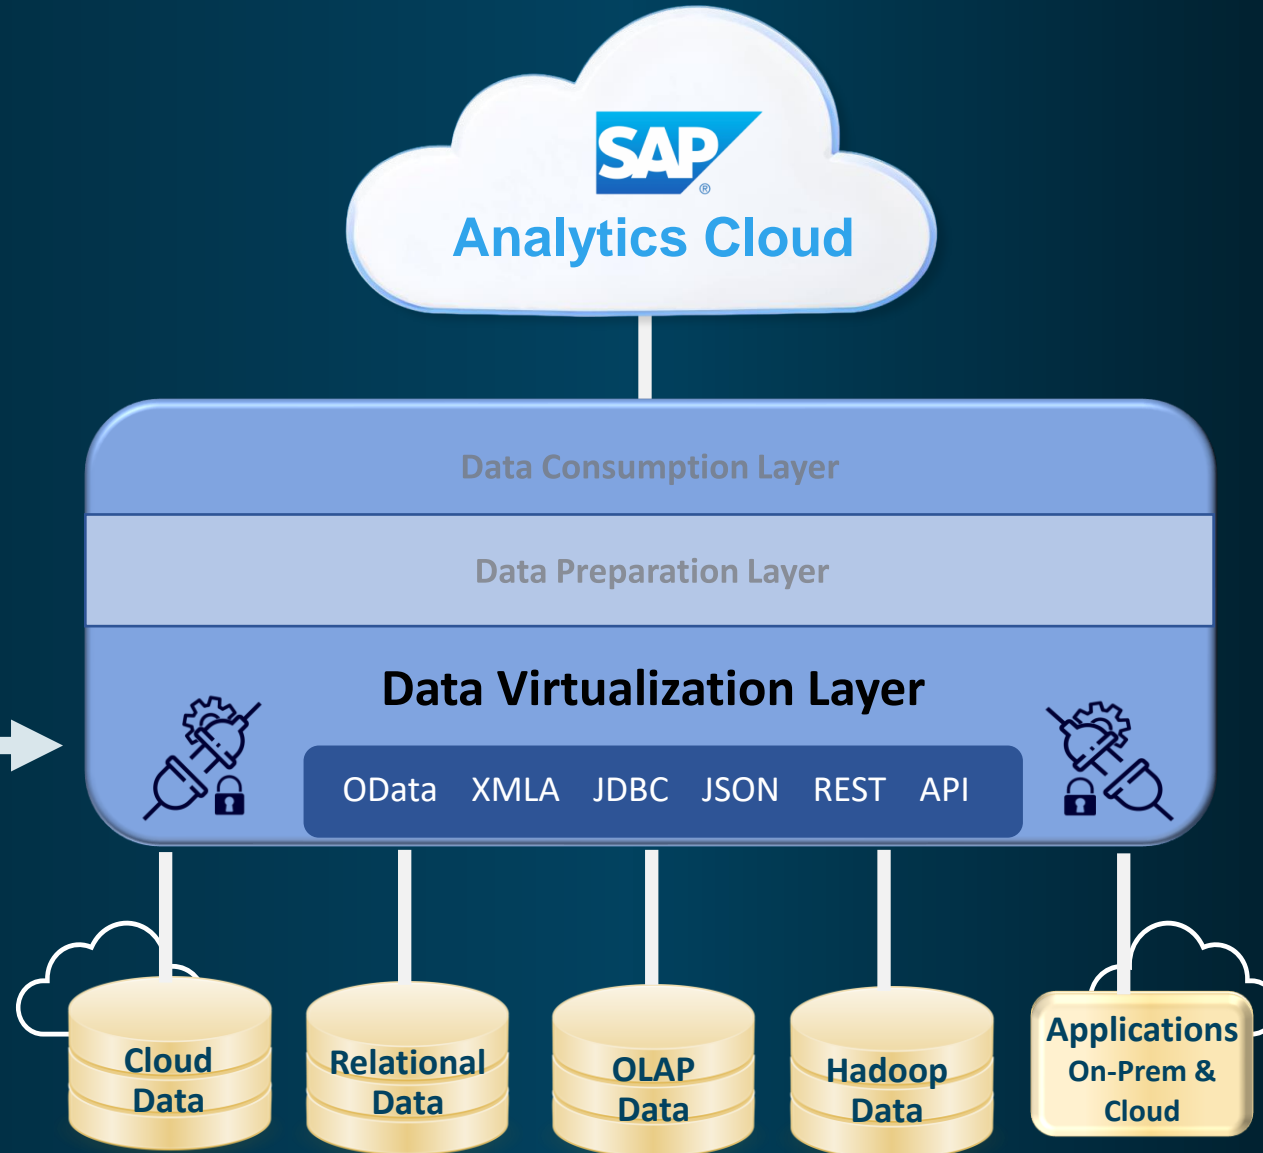 SAP
®
Analytics Cloud
Data Consumption Layer
Data Preparation Layer
Data Virtualization Layer
OData XMLA JDBC JSON REST API
Cloud
Data
Relational
Data
OLAP
Data
Hadoop
Data
Applications
On-Prem &
Cloud